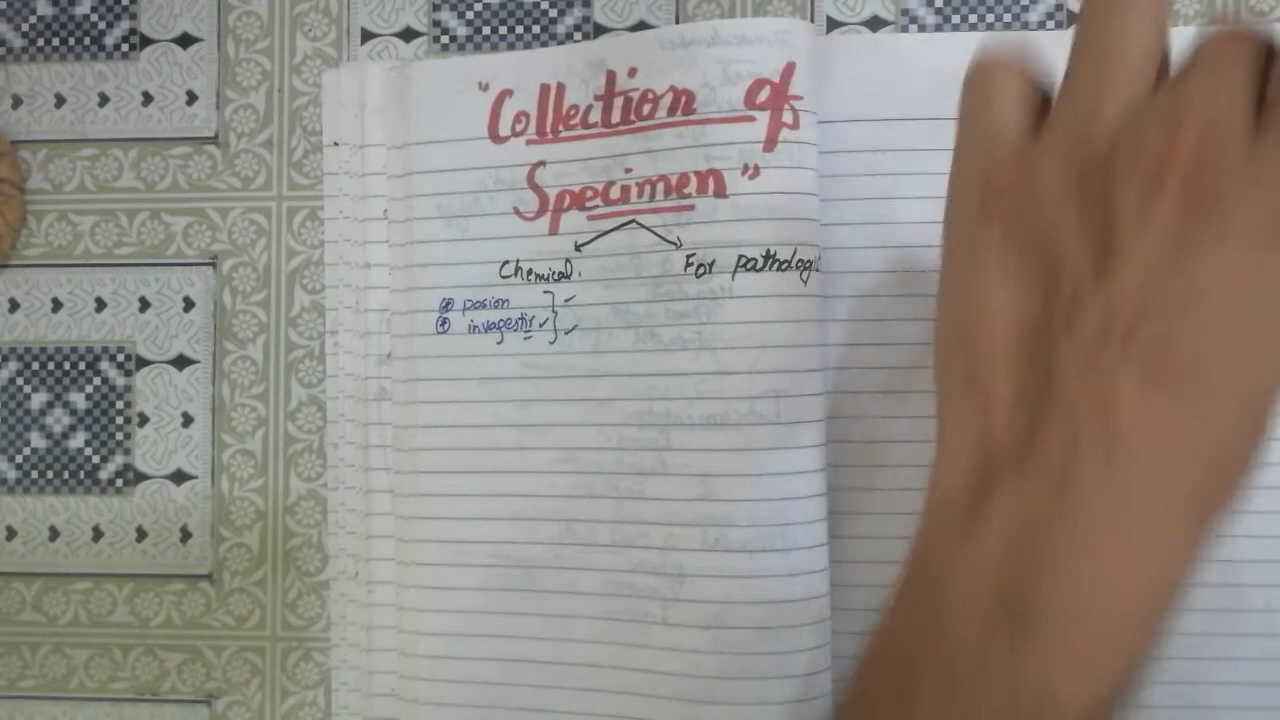 "Collection of
Specimen"
Chemical. For pathologi
posion
invagestir